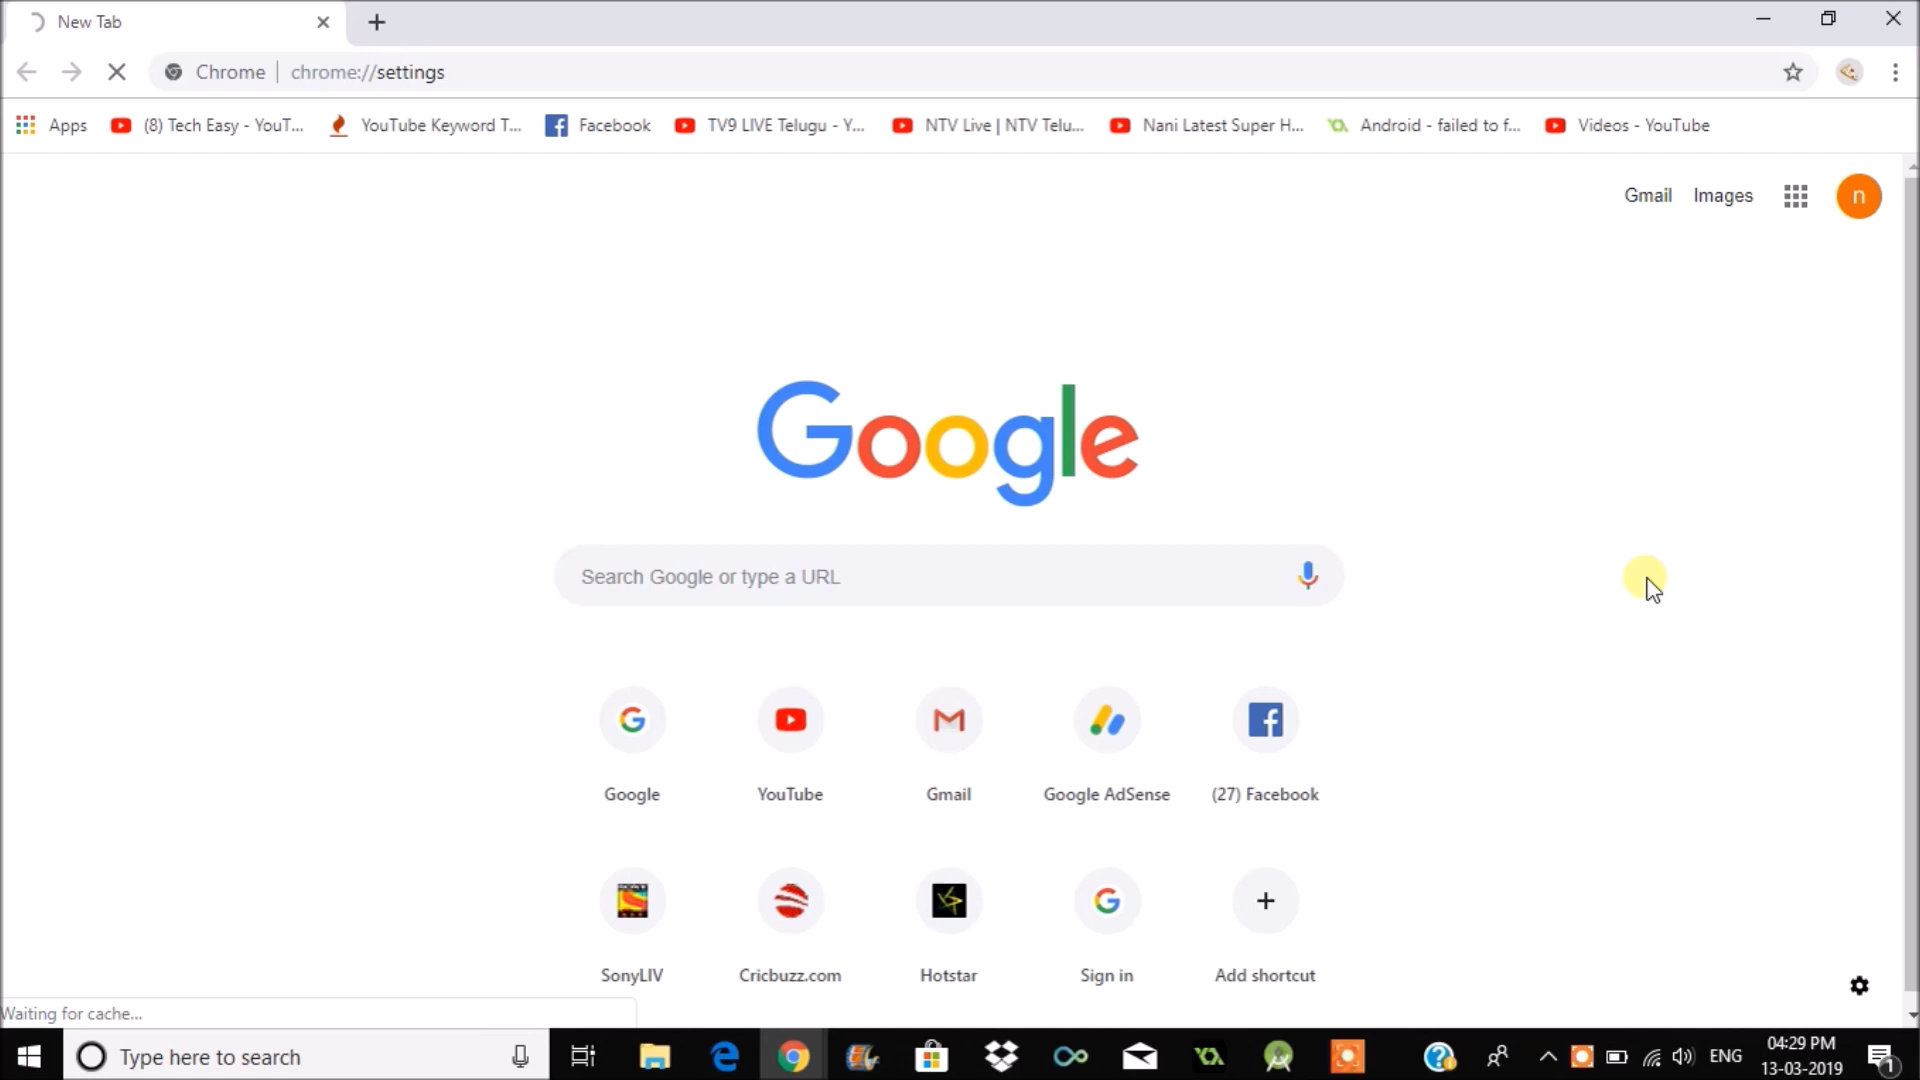 New Tab
Chrome | chrome://settings
Apps (8) Tech Easy - YouT... YouTube Keyword T... Facebook TV9 LIVE Telugu - Y... NTV Live | NTV Telu... Nani Latest Super H... Android - failed to f... Videos - YouTube
Gmail Images n
Google
Search Google or type a URL
Google YouTube Gmail Google AdSense (27) Facebook
SonyLIV Cricbuzz.com Hotstar Sign in Add shortcut
Waiting for cache...
Type here to search ENG 04:29 PM
13-03-2019 1